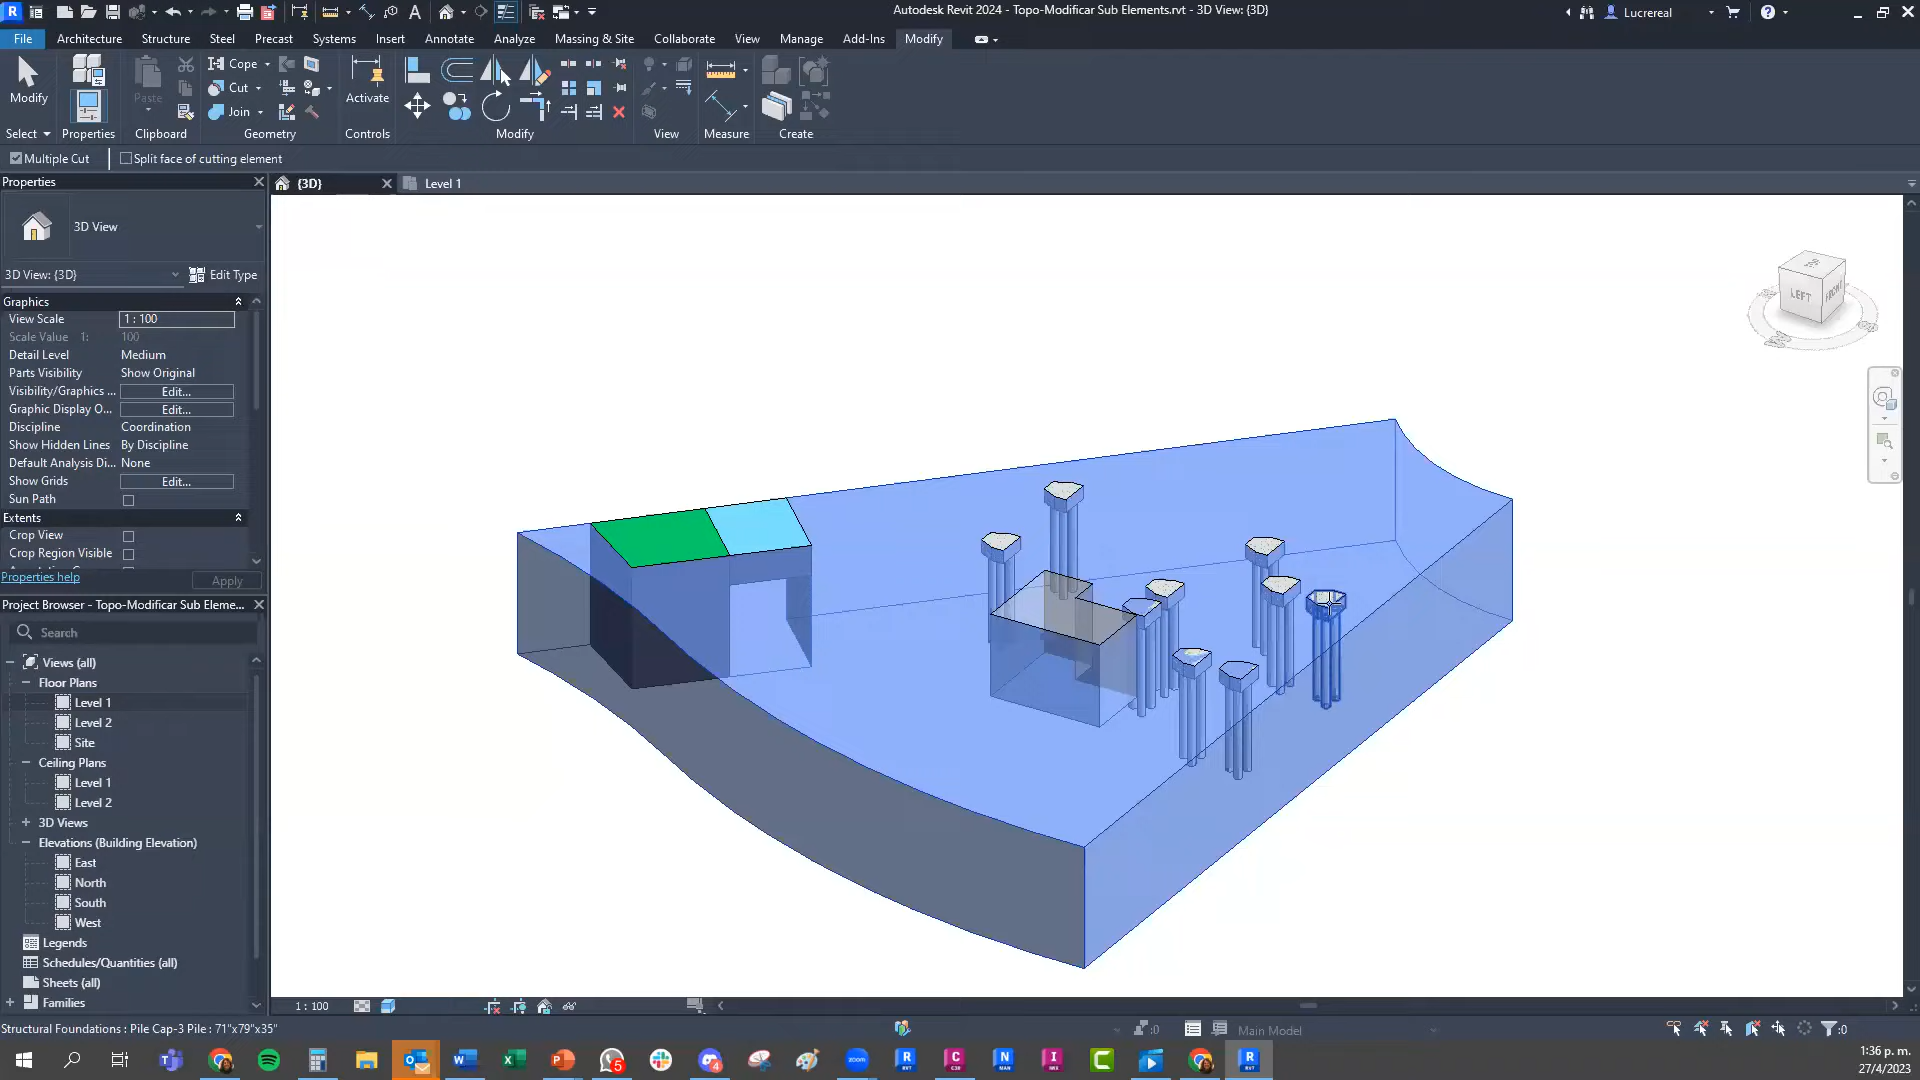 Autodesk Revit 2024 - Topo-Modificar Sub Elements.rvt - 3D View: {3D}
Lucrereal
File Architecture Structure Steel Precast Systems Insert Annotate Analyze Massing & Site Collaborate View Manage Add-Ins Modify
Cope
Modify Paste Cut Activate
Join
Select Properties Clipboard Geometry Controls Modify View Measure Create
Multiple Cut Split face of cutting element
Properties
{3D} Level 1
3D View
3D View: {3D} Edit Type
Graphics
View Scale 1 : 100
Scale Value 1: 100
Detail Level Medium
Parts Visibility Show Original
Visibility/Graphics ... Edit...
Graphic Display O... Edit...
Discipline Coordination
Show Hidden Lines By Discipline
Default Analysis Di... None
Show Grids Edit...
Sun Path
Extents
Crop View
Crop Region Visible
Properties help Apply
LEFT FRONT
Project Browser - Topo-Modificar Sub Eleme...
Search
Views (all)
Floor Plans
Level 1
Level 2
Site
Ceiling Plans
Level 1
Level 2
3D Views
Elevations (Building Elevation)
East
North
South
West
Legends
Schedules/Quantities (all)
Sheets (all)
Families
1 : 100
Structural Foundations : Pile Cap-3 Pile : 71"x79"x35"
:0 Main Model :0
1:36 p. m.
27/4/2023